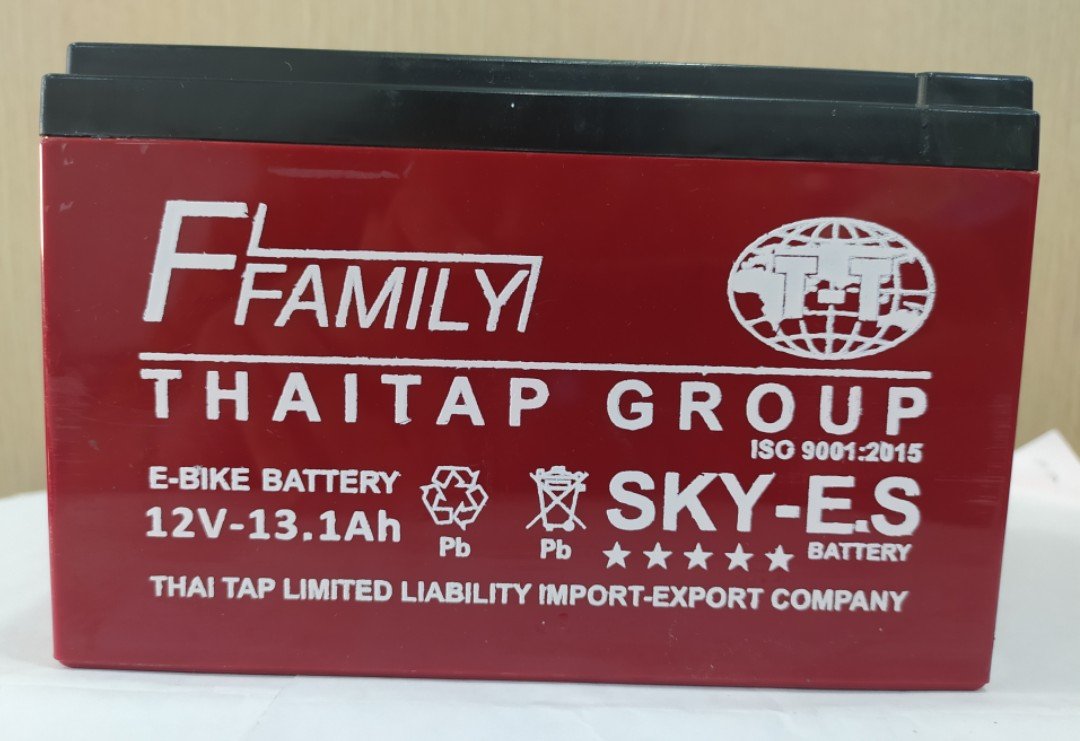 F FAMILY
TT
THAITAP GROUP
ISO 9001:2015
E-BIKE BATTERY
12V-13.1Ah
Pb
Pb
SKY-E.S
BATTERY
THAI TAP LIMITED LIABILITY IMPORT-EXPORT COMPANY